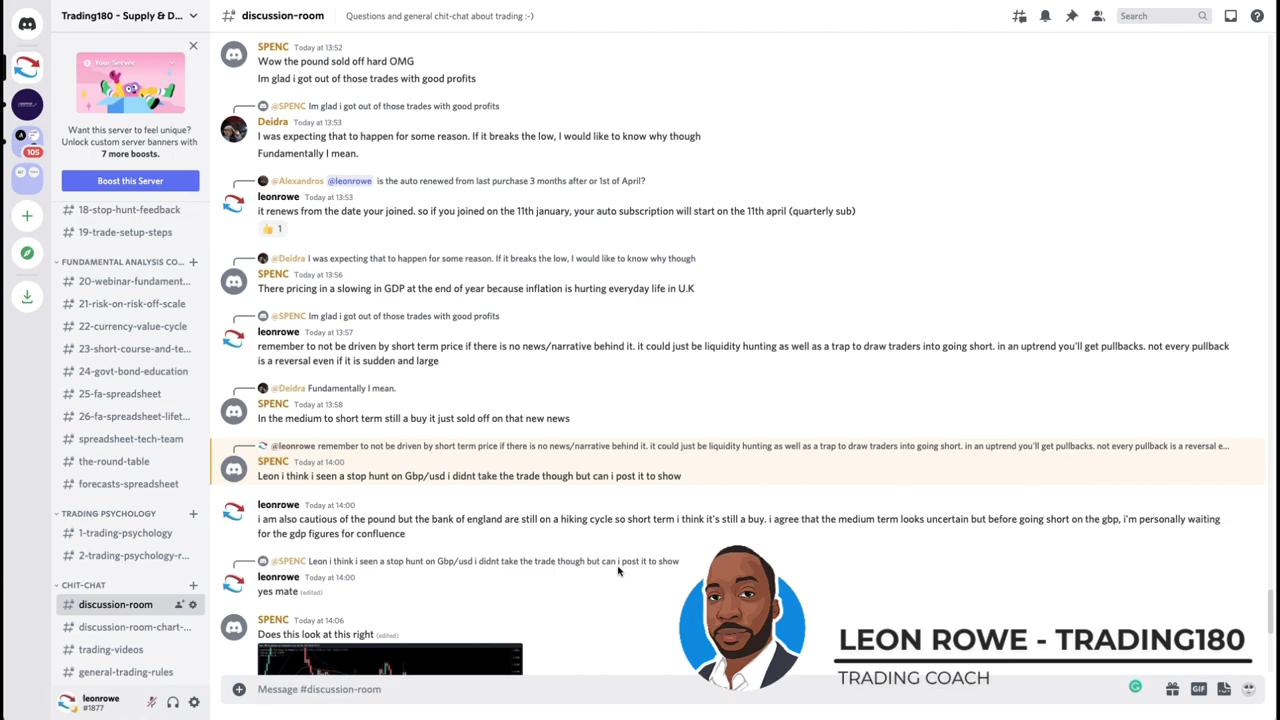 Trading180 - Supply & D...
discussion-room
Questions and general chit-chat about trading :-)
Search
Your Server
Want this server to feel unique?
Unlock custom server banners with
7 more boosts.
Boost this Server
105
18-stop-hunt-feedback
19-trade-setup-steps
FUNDAMENTAL ANALYSIS CO...
20-webinar-fundament...
21-risk-on-risk-off-scale
22-currency-value-cycle
23-short-course-and-te...
24-govt-bond-education
25-fa-spreadsheet
26-fa-spreadsheet-lifet...
spreadsheet-tech-team
the-round-table
forecasts-spreadsheet
TRADING PSYCHOLOGY
1-trading-psychology
2-trading-psychology-r...
CHIT-CHAT
discussion-room
discussion-room-chart-...
trading-videos
general-trading-rules
leonrowe
#1877
SPENC Today at 13:52
Wow the pound sold off hard OMG
Im glad i got out of those trades with good profits
@SPENC Im glad i got out of those trades with good profits
Deidra Today at 13:53
I was expecting that to happen for some reason. If it breaks the low, I would like to know why though
Fundamentally I mean.
@Alexandros @leonrowe is the auto renewed from last purchase 3 months after or 1st of April?
leonrowe Today at 13:53
it renews from the date your joined. so if you joined on the 11th january, your auto subscription will start on the 11th april (quarterly sub)
1
@Deidra I was expecting that to happen for some reason. If it breaks the low, I would like to know why though
SPENC Today at 13:56
There pricing in a slowing in GDP at the end of year because inflation is hurting everyday life in U.K
@SPENC Im glad i got out of those trades with good profits
leonrowe Today at 13:57
remember to not be driven by short term price if there is no news/narrative behind it. it could just be liquidity hunting as well as a trap to draw traders into going short. in an uptrend you'll get pullbacks. not every pullback
is a reversal even if it is sudden and large
@Deidra Fundamentally I mean.
SPENC Today at 13:58
In the medium to short term still a buy it just sold off on that new news
@leonrowe remember to not be driven by short term price if there is no news/narrative behind it. it could just be liquidity hunting as well as a trap to draw traders into going short. in an uptrend you'll get pullbacks. not every pullback is a reversal e...
SPENC Today at 14:00
Leon i think i seen a stop hunt on Gbp/usd i didnt take the trade though but can i post it to show
leonrowe Today at 14:00
i am also cautious of the pound but the bank of england are still on a hiking cycle so short term i think it's still a buy. i agree that the medium term looks uncertain but before going short on the gbp, i'm personally waiting
for the gdp figures for confluence
@SPENC Leon i think i seen a stop hunt on Gbp/usd i didnt take the trade though but can i post it to show
leonrowe Today at 14:00
yes mate (edited)
SPENC Today at 14:06
Does this look at this right (edited)
Message #discussion-room
GIF
LEON ROWE - TRADING180
TRADING COACH